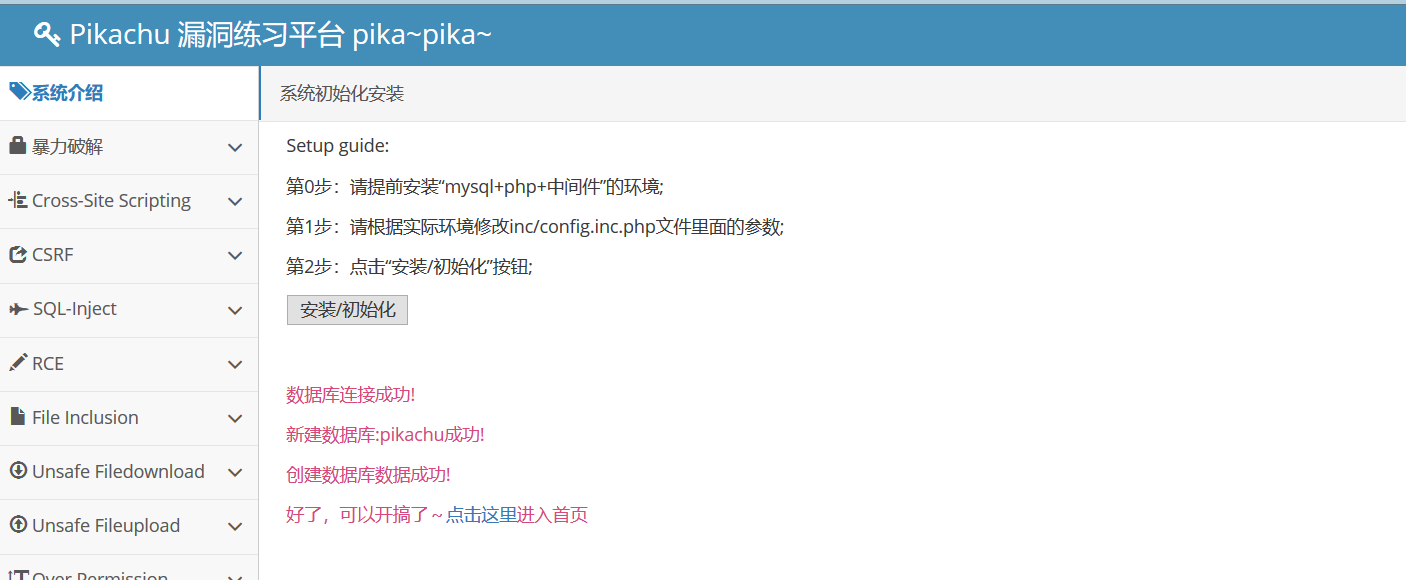 Pikachu 漏洞练习平台 pika~pika~
系统介绍
暴力破解
Cross-Site Scripting
CSRF
SQL-Inject
RCE
File Inclusion
Unsafe Filedownload
Unsafe Fileupload
Over Permission
系统初始化安装
Setup guide:
第0步：请提前安装“mysql+php+中间件”的环境;
第1步：请根据实际环境修改inc/config.inc.php文件里面的参数;
第2步：点击“安装/初始化”按钮;
安装/初始化
数据库连接成功!
新建数据库:pikachu成功!
创建数据库数据成功!
好了，可以开搞了～点击这里进入首页